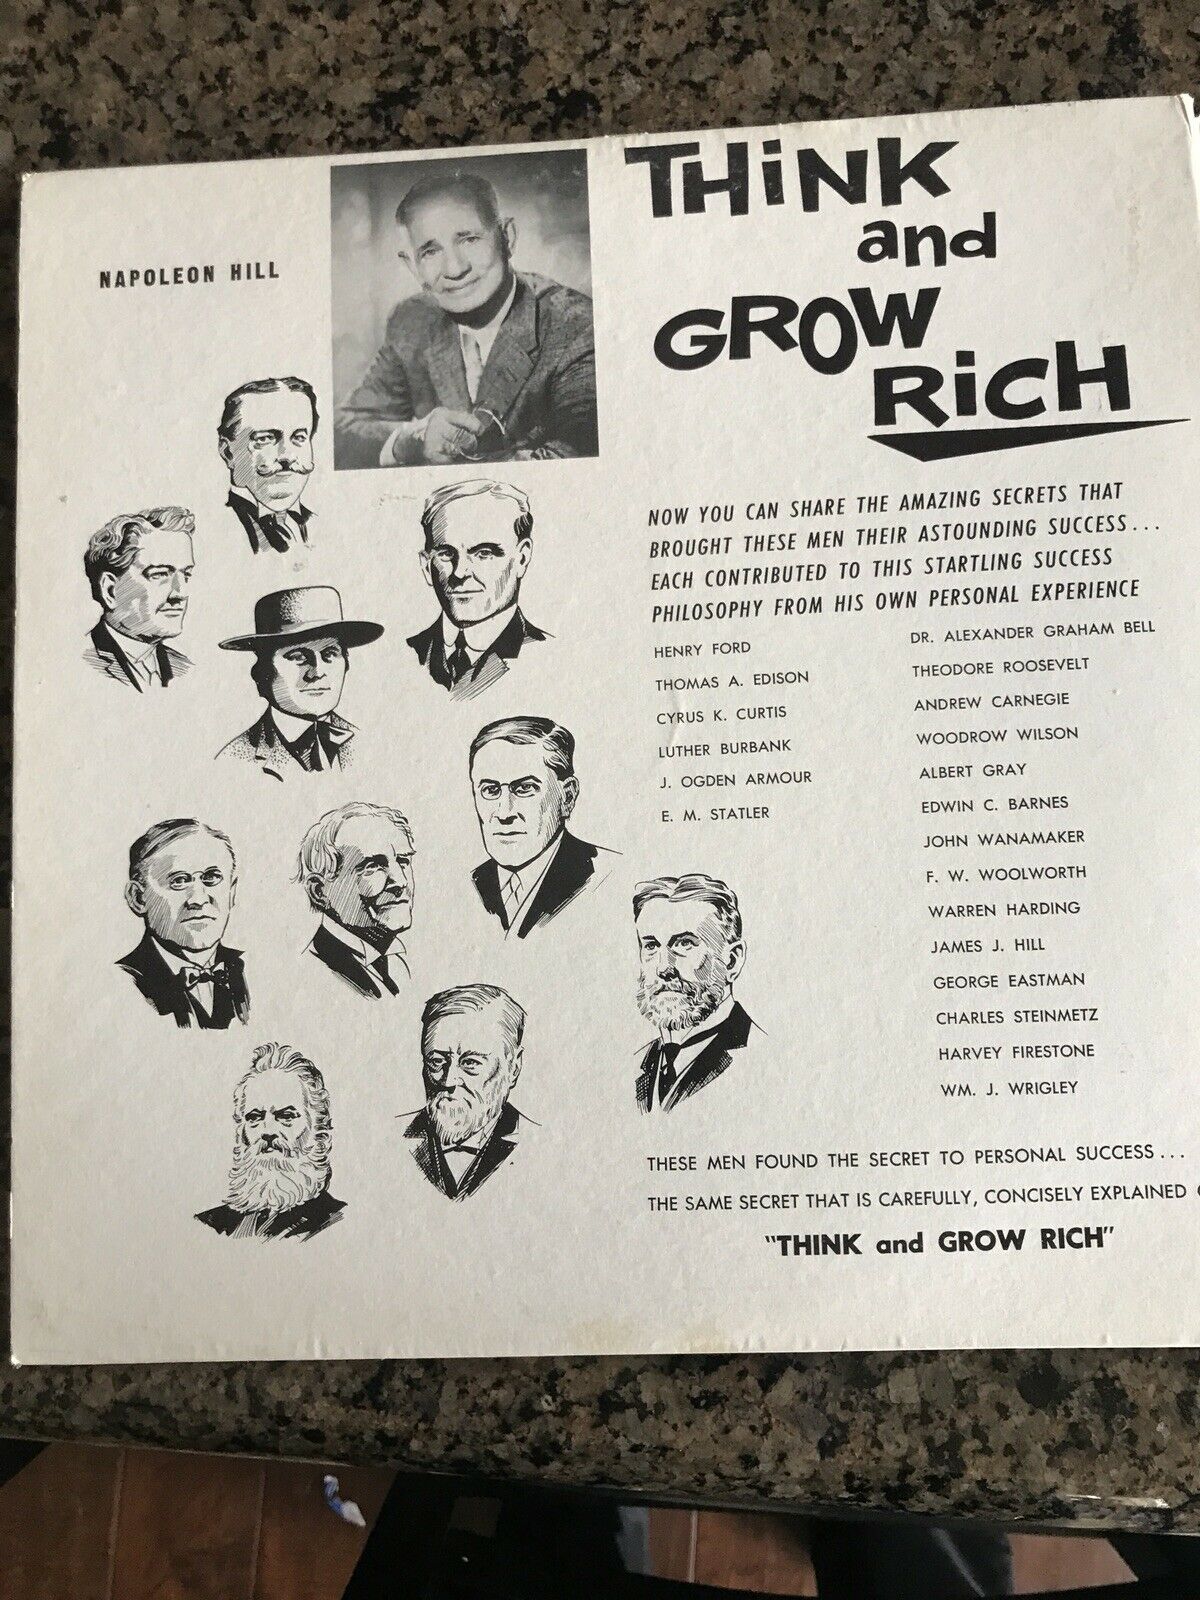 NAPOLEON HILL
THiNK
and
GROW
RiCH
NOW YOU CAN SHARE THE AMAZING SECRETS THAT
BROUGHT THESE MEN THEIR ASTOUNDING SUCCESS...
EACH CONTRIBUTED TO THIS STARTLING SUCCESS
PHILOSOPHY FROM HIS OWN PERSONAL EXPERIENCE
HENRY FORD
THOMAS A. EDISON
CYRUS K. CURTIS
LUTHER BURBANK
J. OGDEN ARMOUR
E. M. STATLER
DR. ALEXANDER GRAHAM BELL
THEODORE ROOSEVELT
ANDREW CARNEGIE
WOODROW WILSON
ALBERT GRAY
EDWIN C. BARNES
JOHN WANAMAKER
F. W. WOOLWORTH
WARREN HARDING
JAMES J. HILL
GEORGE EASTMAN
CHARLES STEINMETZ
HARVEY FIRESTONE
WM. J. WRIGLEY
THESE MEN FOUND THE SECRET TO PERSONAL SUCCESS...
THE SAME SECRET THAT IS CAREFULLY, CONCISELY EXPLAINED
"THINK and GROW RICH"